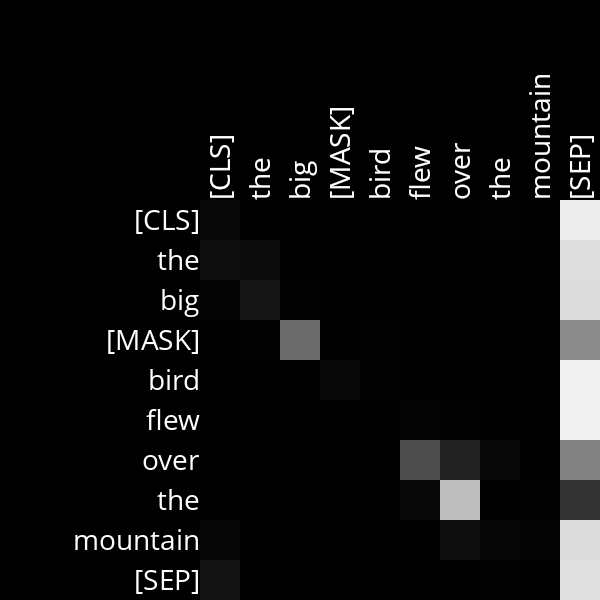 [CLS] the big [MASK] bird flew over the mountain [SEP]
[CLS]
the
big
[MASK]
bird
flew
over
the
mountain
[SEP]